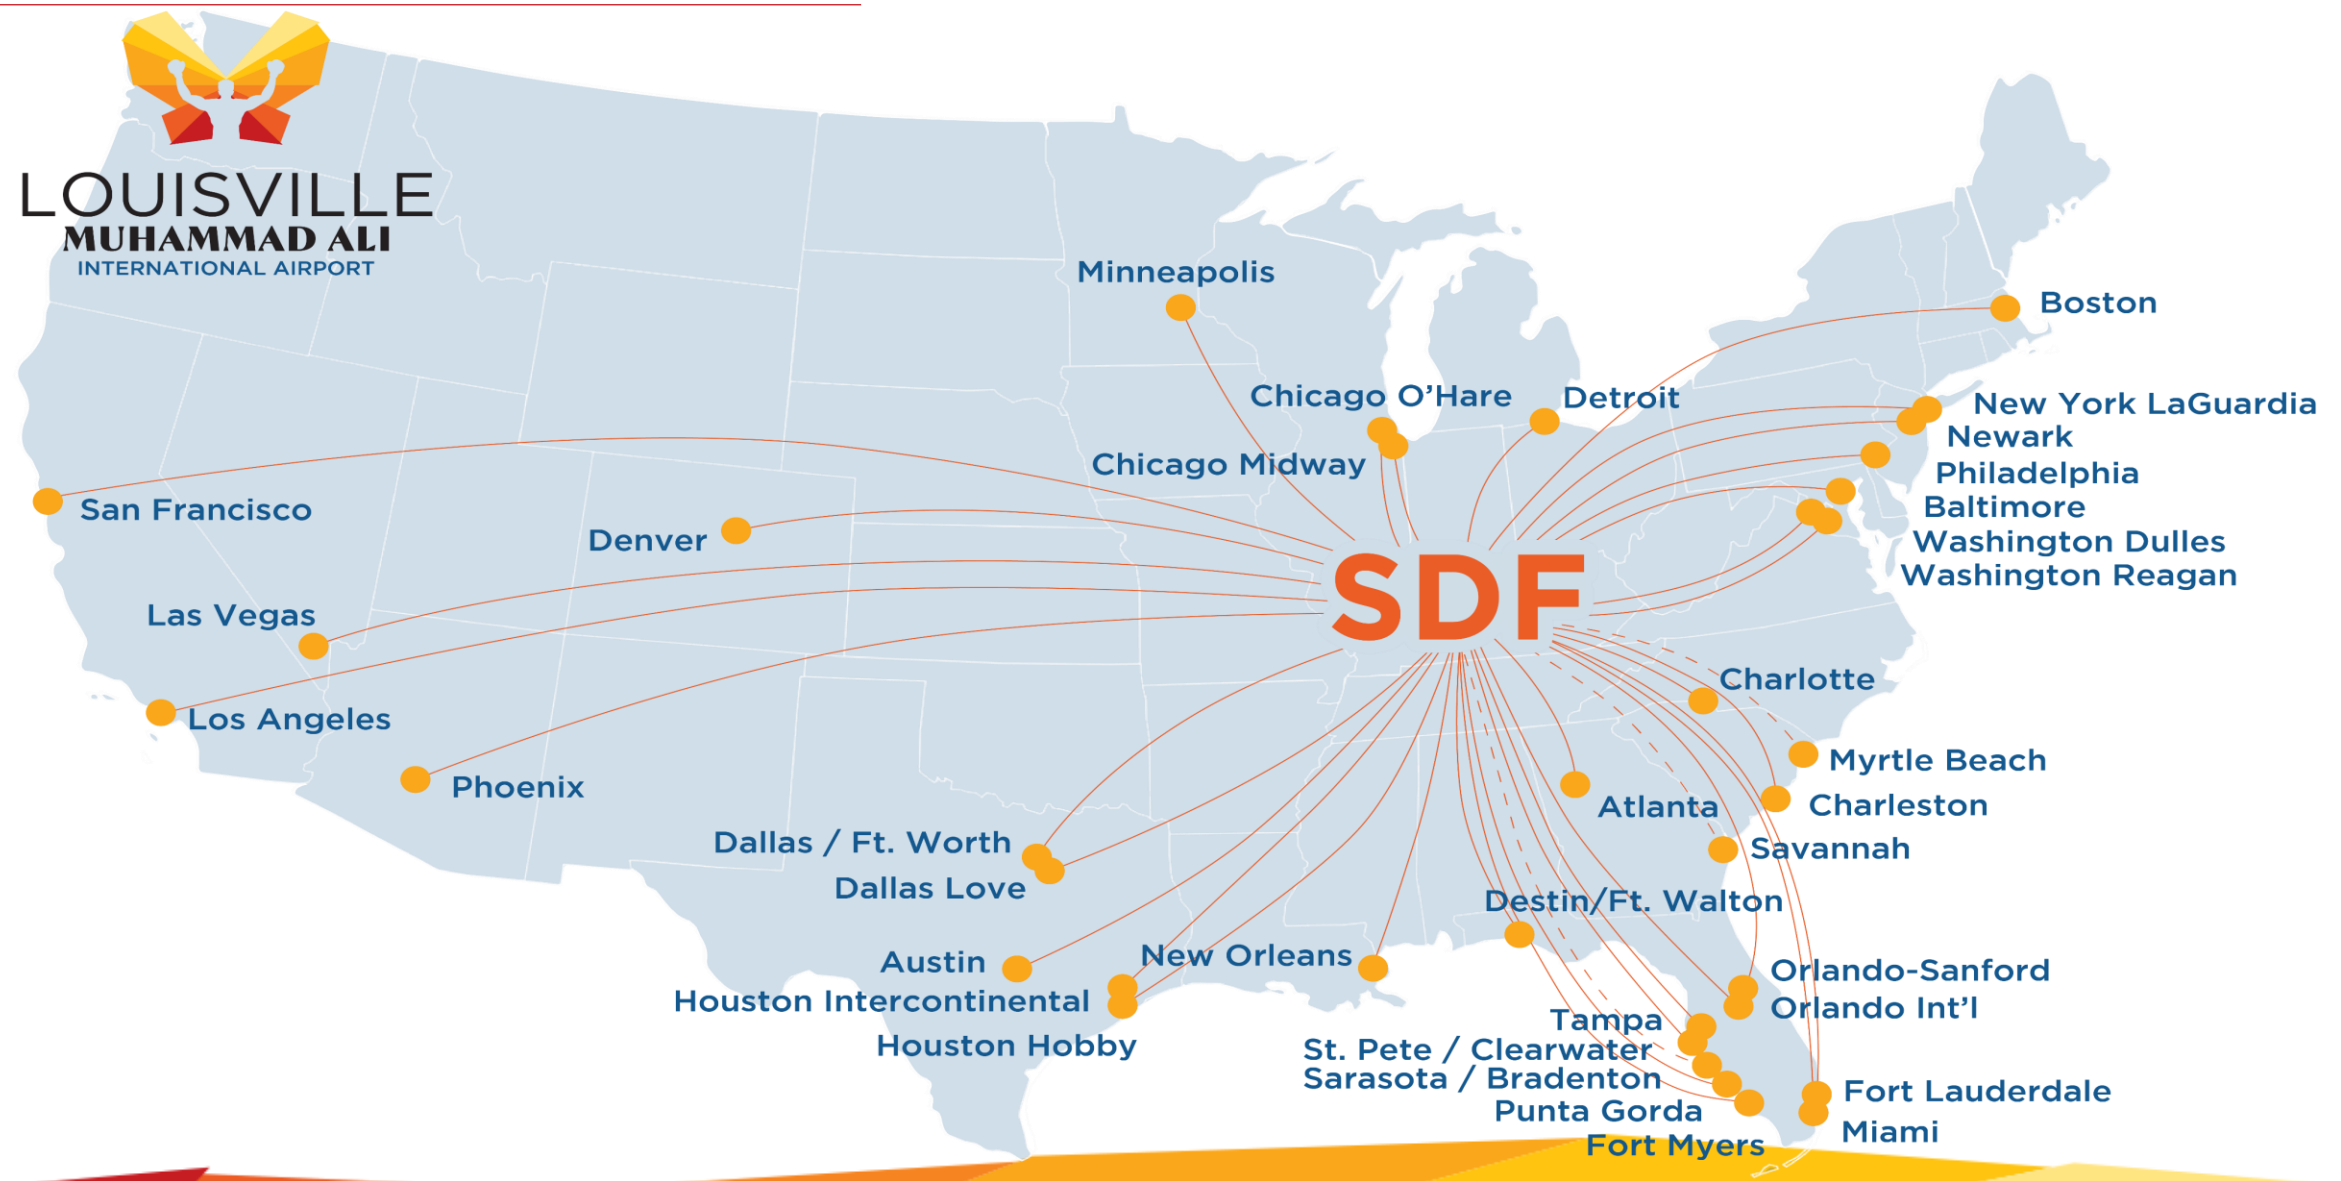 LOUISVILLE
MUHAMMAD ALI
INTERNATIONAL AIRPORT
Minneapolis
Boston
Chicago O’Hare
Detroit
New York LaGuardia
Newark
Chicago Midway
Philadelphia
San Francisco
Baltimore
Denver
Washington Dulles
Washington Reagan
SDF
Las Vegas
Charlotte
Los Angeles
Myrtle Beach
Phoenix
Charleston
Atlanta
Dallas / Ft. Worth
Savannah
Dallas Love
Destin/Ft. Walton
New Orleans
Austin
Orlando-Sanford
Houston Intercontinental
Orlando Int’l
Tampa
Houston Hobby
St. Pete / Clearwater
Sarasota / Bradenton
Fort Lauderdale
Punta Gorda
Miami
Fort Myers